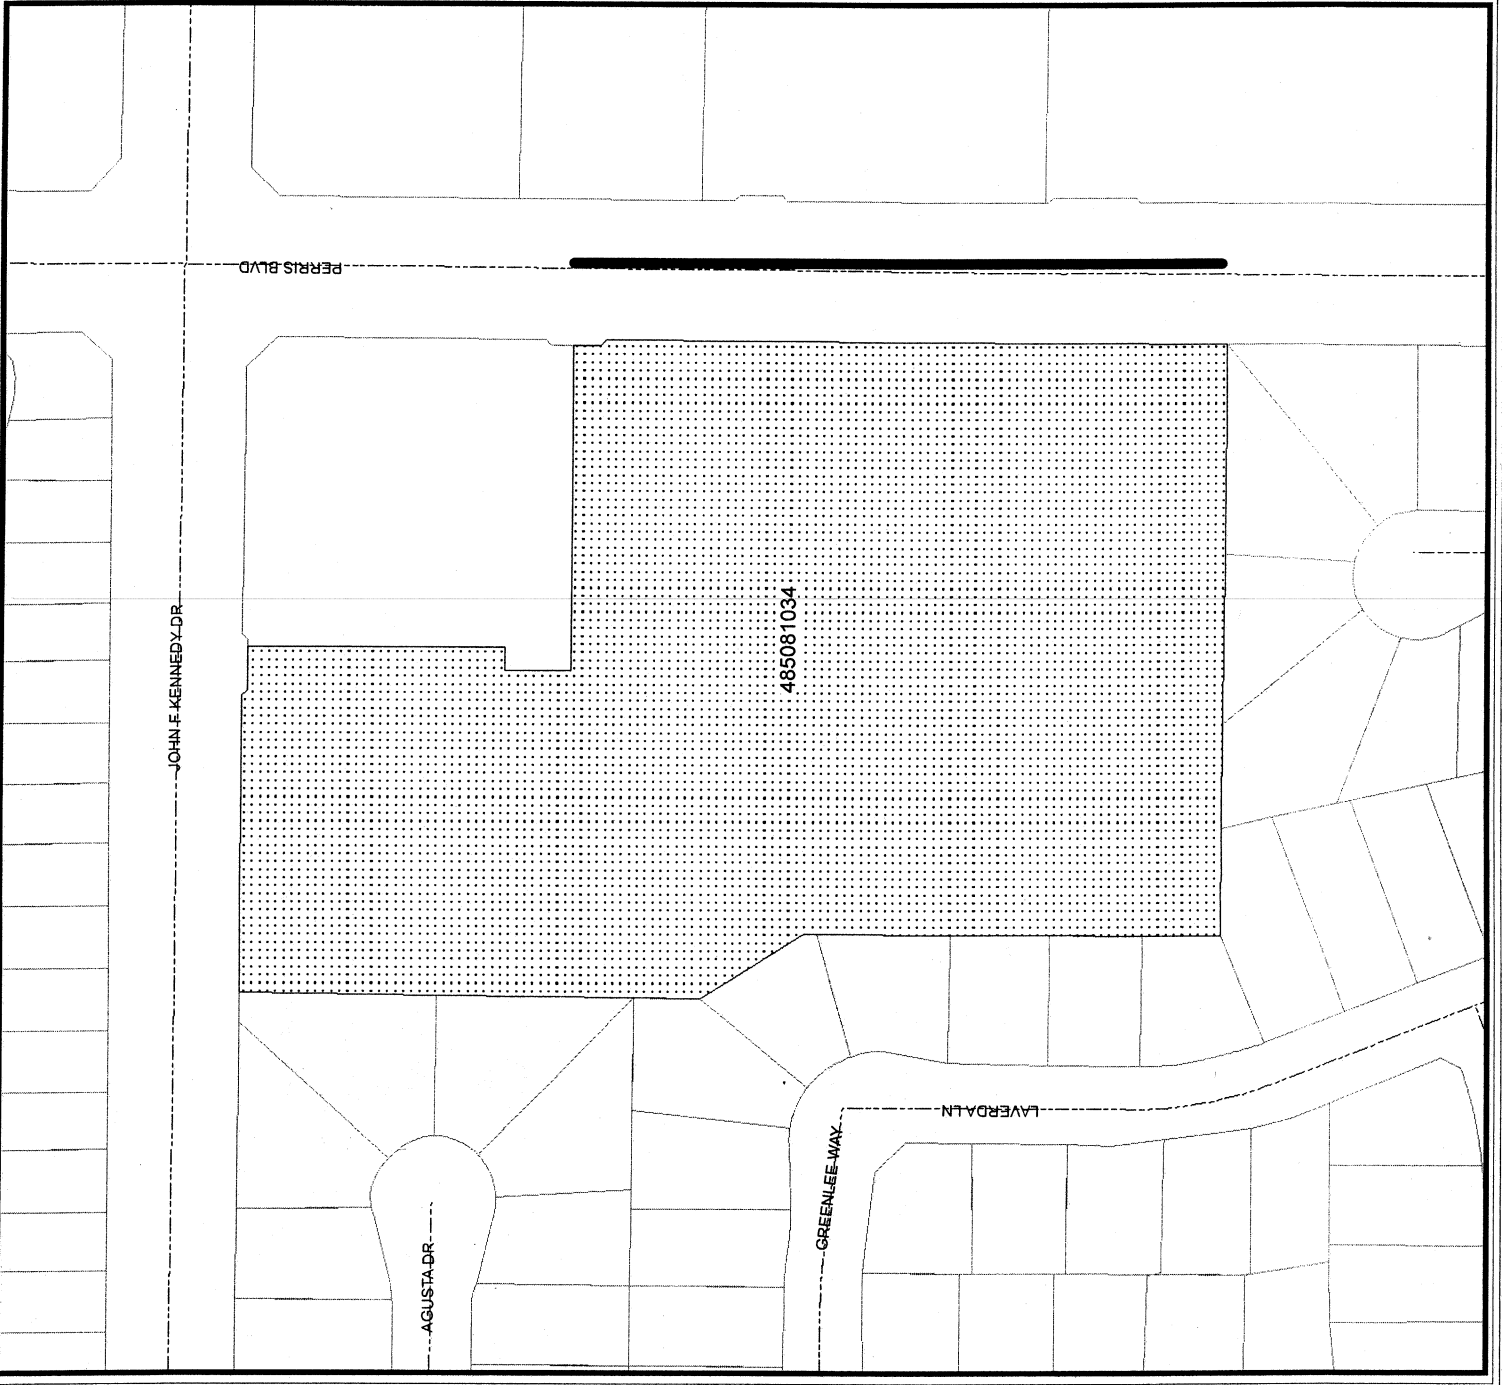 PERRIS BLVD
JOHN F KENNEDY DR
485081034
LAVERDA LN
GREENLEE WAY
AGUSTA DR